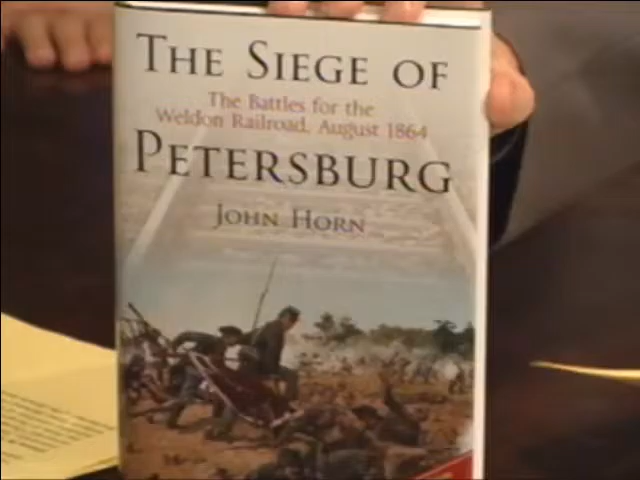 THE SIEGE OF
The Battles for the
Weldon Railroad, August 1864
PETERSBURG
JOHN HORN